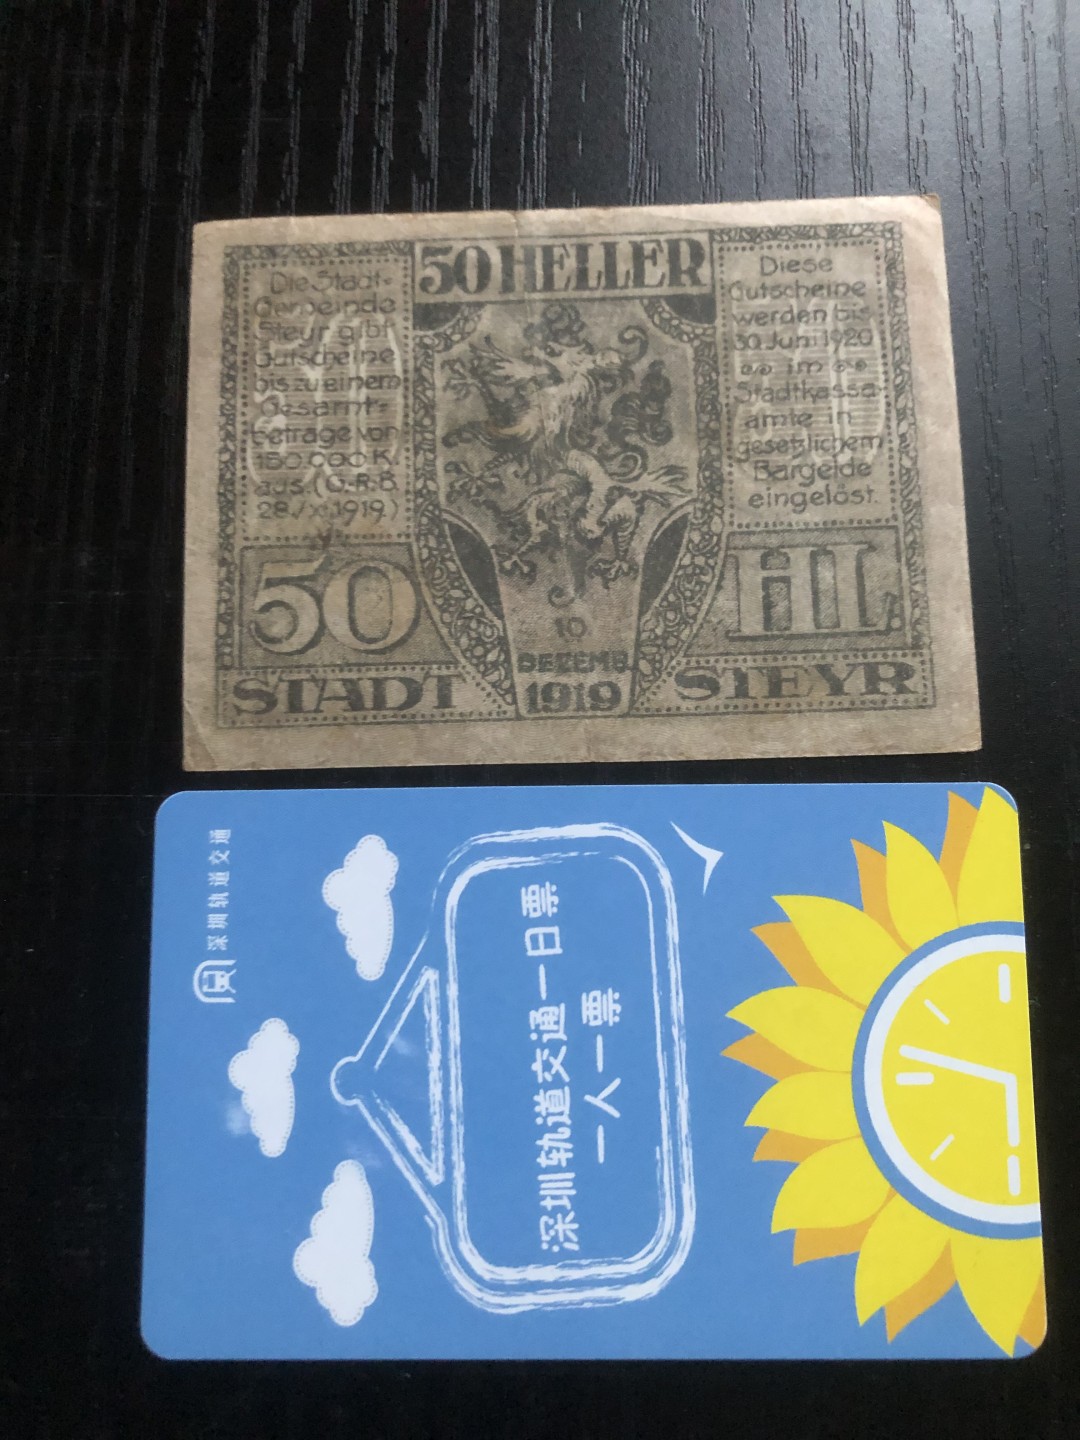 50 HELLER
Die Stadt-
Gemeinde
Steyr gibt
Gutscheine
bis zu einem
Gesamt-
betrage von
150.000 K.
aus. (G.R.B.
28./XI.1919.)
Diese
Gutscheine
werden bis
30. Juni 1920
im
Stadtkassa-
amte in
gesetzlichem
Bargelde
eingelöst.
50
HL.
10
DEZEMB.
1919
STADT
STEYR
深圳轨道交通
深圳轨道交通一日票
一人一票